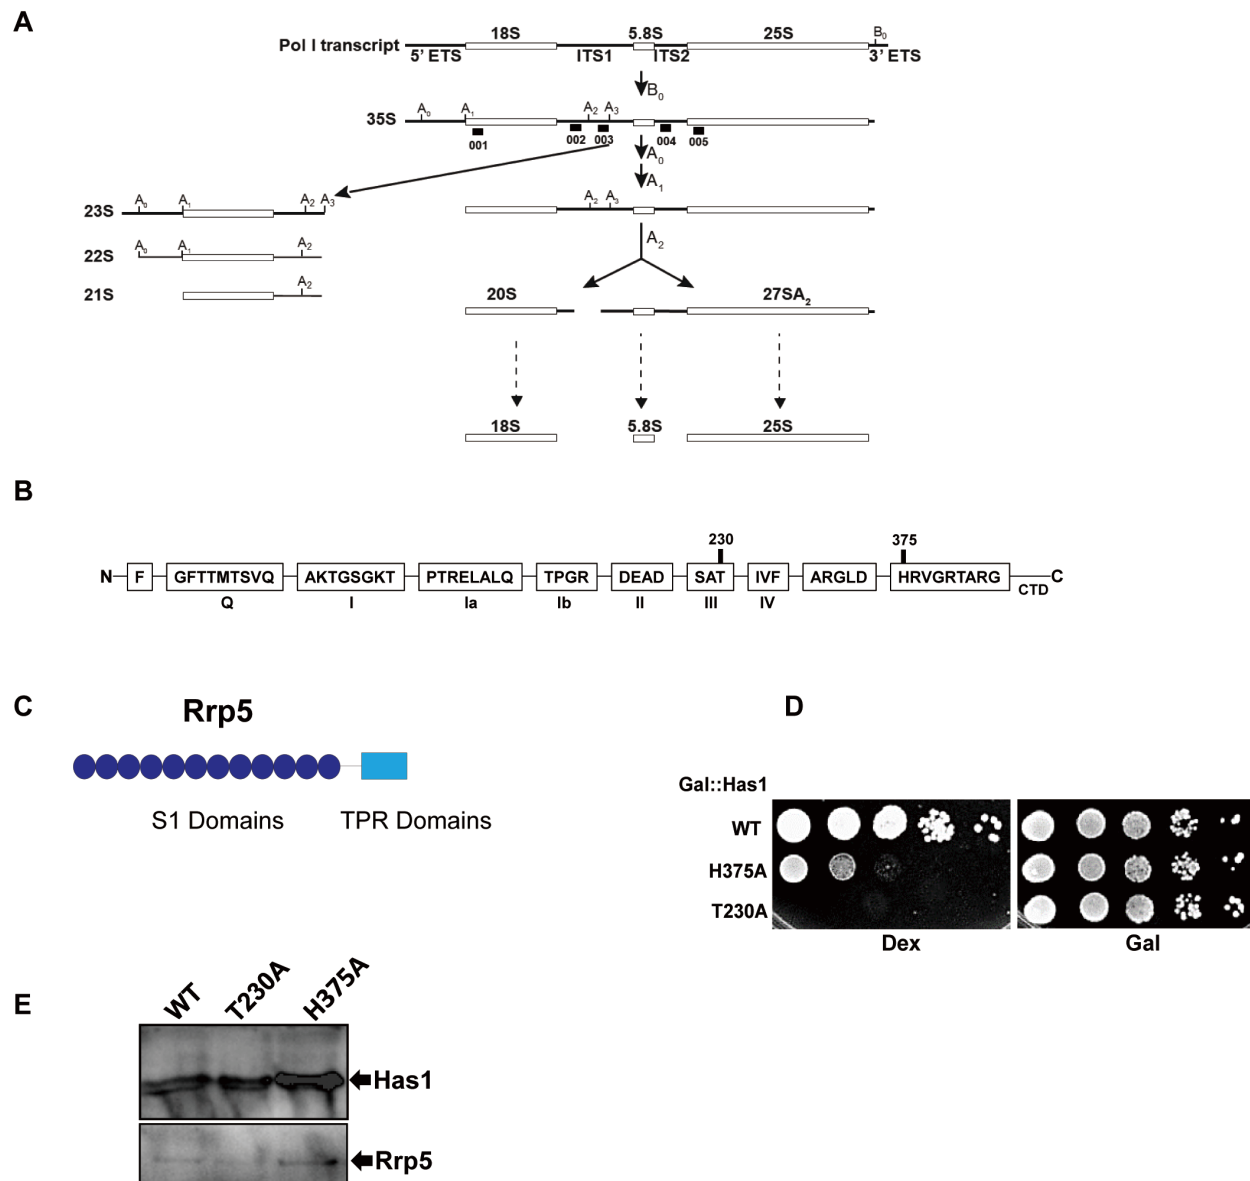 A
18S 5.8S 25S B₀
Pol I transcript
5' ETS ITS1 ITS2 3' ETS
B₀
35S A₀ A₁ A₂ A₃
001 002 003 004 005
A₀
A₁
23S A₀ A₁ A₂ A₃
A₂ A₃
22S A₀ A₁ A₂
A₂
21S A₂
20S 27SA₂
18S 5.8S 25S
B
230 375
N F GFTTMTSVQ AKTGSGKT PTRELALQ TPGR DEAD SAT IVF ARGLD HRVGRTARG C
Q I Ia Ib II III IV CTD
C
Rrp5
S1 Domains TPR Domains
D
Gal::Has1
WT
H375A
T230A
Dex Gal
E
WT T230A H375A
Has1
Rrp5